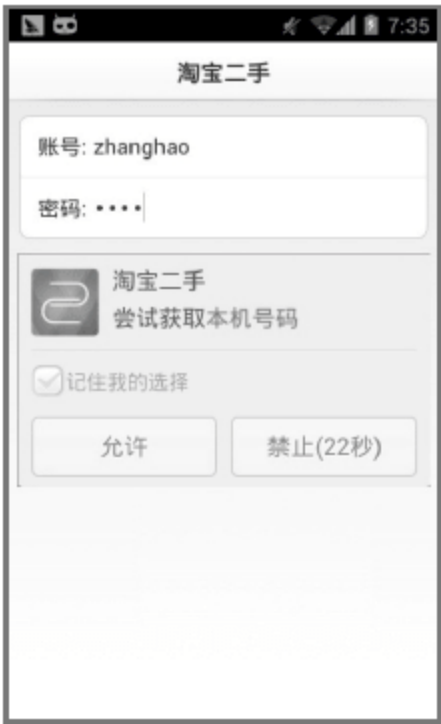 7:35
淘宝二手
账号: zhanghao
密码: ••••
淘宝二手
尝试获取本机号码
记住我的选择
允许
禁止(22秒)